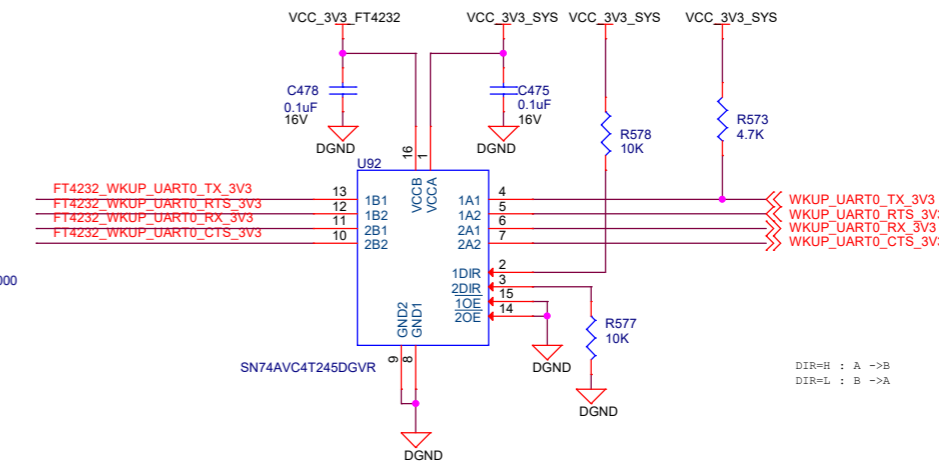 VCC_3V3_FT4232
VCC_3V3_SYS
VCC_3V3_SYS
VCC_3V3_SYS
C478
0.1uF
16V
DGND
C475
0.1uF
16V
DGND
R578
10K
R573
4.7K
16
1
U92
VCCB
VCCA
FT4232_WKUP_UART0_TX_3V3
FT4232_WKUP_UART0_RTS_3V3
FT4232_WKUP_UART0_RX_3V3
FT4232_WKUP_UART0_CTS_3V3
13
12
11
10
1B1
1B2
2B1
2B2
1A1
1A2
2A1
2A2
4
5
6
7
WKUP_UART0_TX_3V3
WKUP_UART0_RTS_3V3
WKUP_UART0_RX_3V3
WKUP_UART0_CTS_3V3
000
1DIR
2DIR
1OE
2OE
2
3
15
14
GND2
GND1
9
8
R577
10K
SN74AVC4T245DGVR
DGND
DGND
DGND
DIR=H : A ->B
DIR=L : B ->A